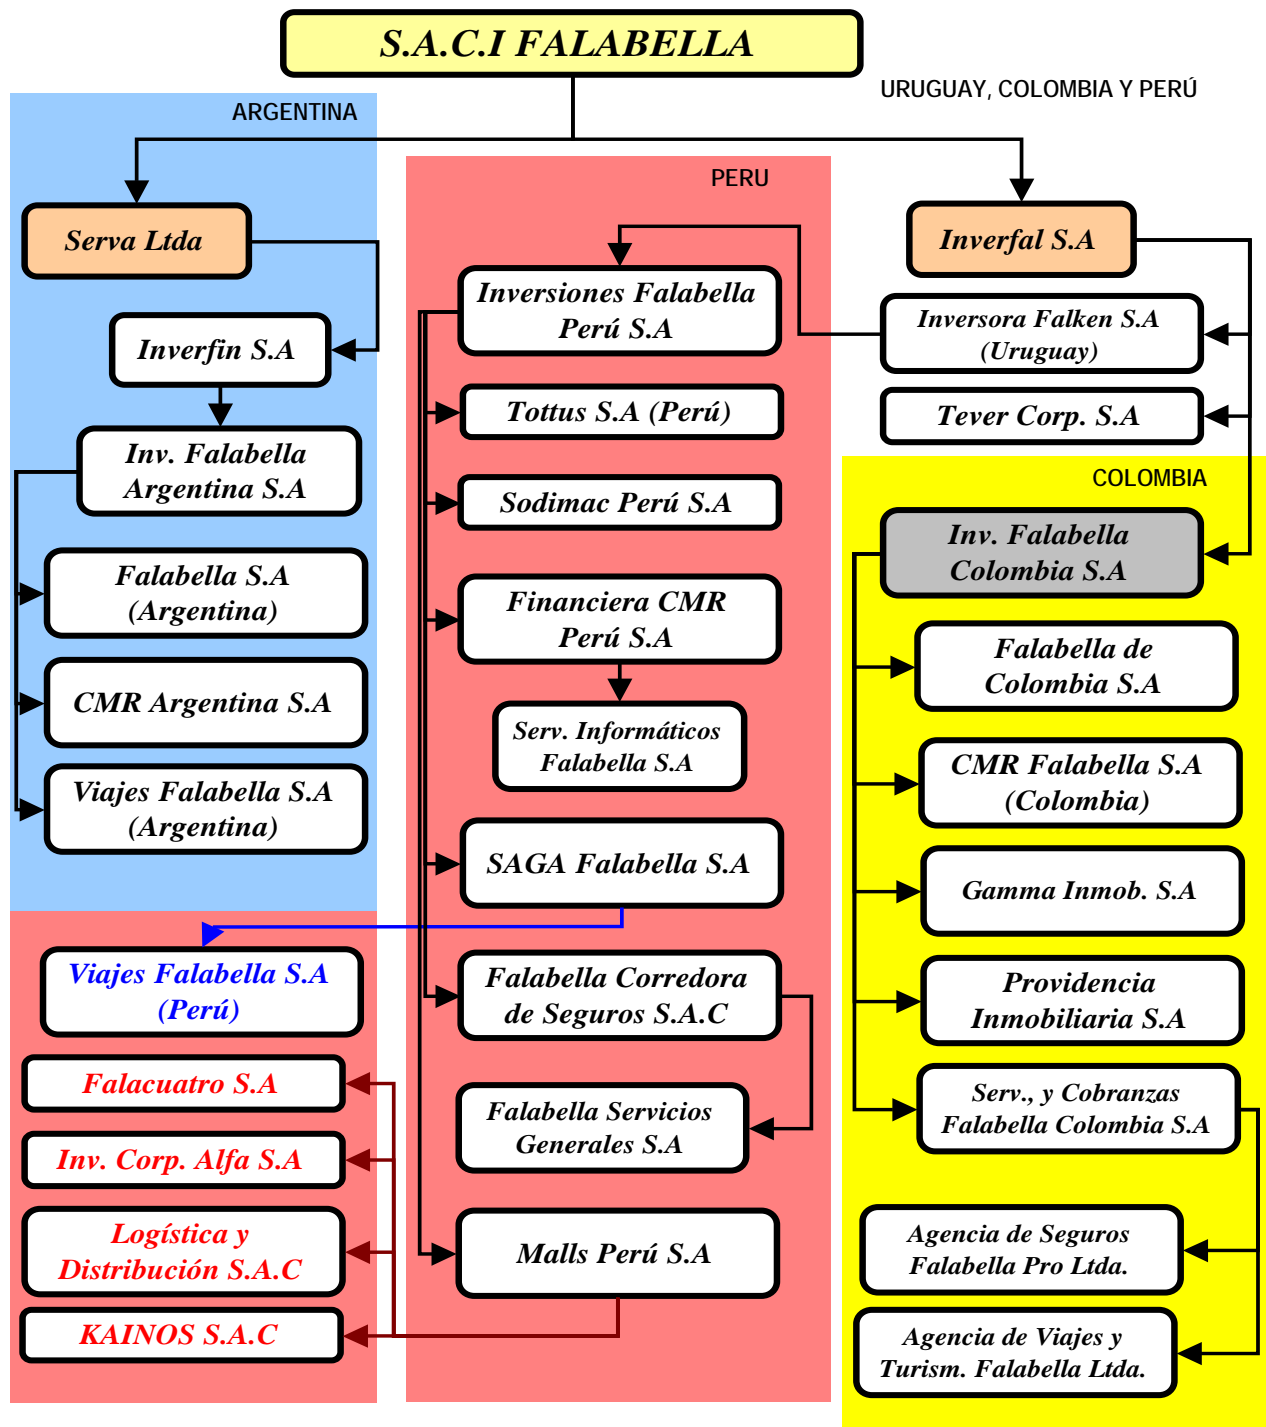 S.A.C.I FALABELLA
URUGUAY, COLOMBIA Y PERÚ
ARGENTINA
Serva Ltda
Inverfin S.A
Inv. Falabella
Argentina S.A
Falabella S.A
(Argentina)
CMR Argentina S.A
Viajes Falabella S.A
(Argentina)
Viajes Falabella S.A
(Perú)
Falacuatro S.A
Inv. Corp. Alfa S.A
Logística y
Distribución S.A.C
KAINOS S.A.C
PERU
Inversiones Falabella
Perú S.A
Tottus S.A (Perú)
Sodimac Perú S.A
Financiera CMR
Perú S.A
Serv. Informáticos
Falabella S.A
SAGA Falabella S.A
Falabella Corredora
de Seguros S.A.C
Falabella Servicios
Generales S.A
Malls Perú S.A
Inverfal S.A
Inversora Falken S.A
(Uruguay)
Tever Corp. S.A
COLOMBIA
Inv. Falabella
Colombia S.A
Falabella de
Colombia S.A
CMR Falabella S.A
(Colombia)
Gamma Inmob. S.A
Providencia
Inmobiliaria S.A
Serv., y Cobranzas
Falabella Colombia S.A
Agencia de Seguros
Falabella Pro Ltda.
Agencia de Viajes y
Turism. Falabella Ltda.